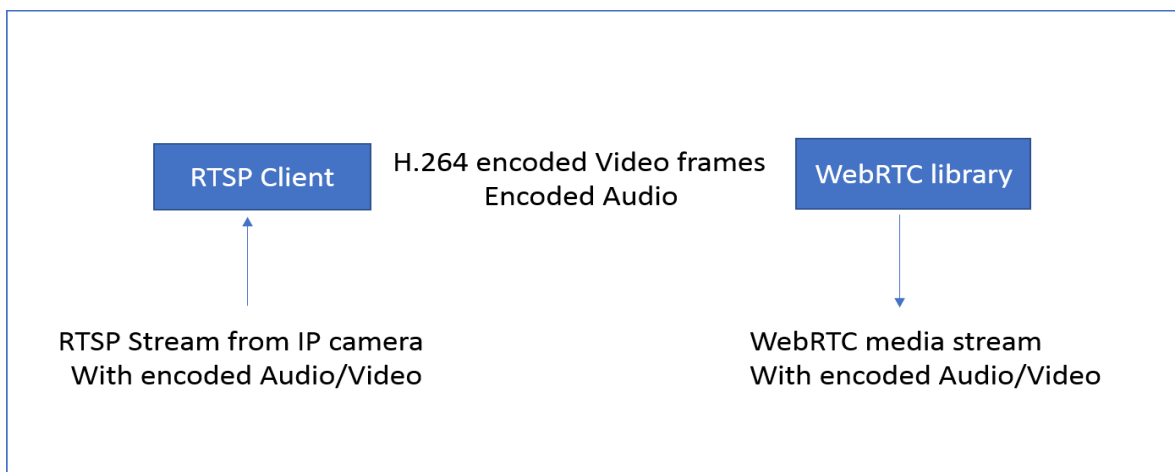 RTSP Client
H.264 encoded Video frames
Encoded Audio
WebRTC library
RTSP Stream from IP camera
With encoded Audio/Video
WebRTC media stream
With encoded Audio/Video